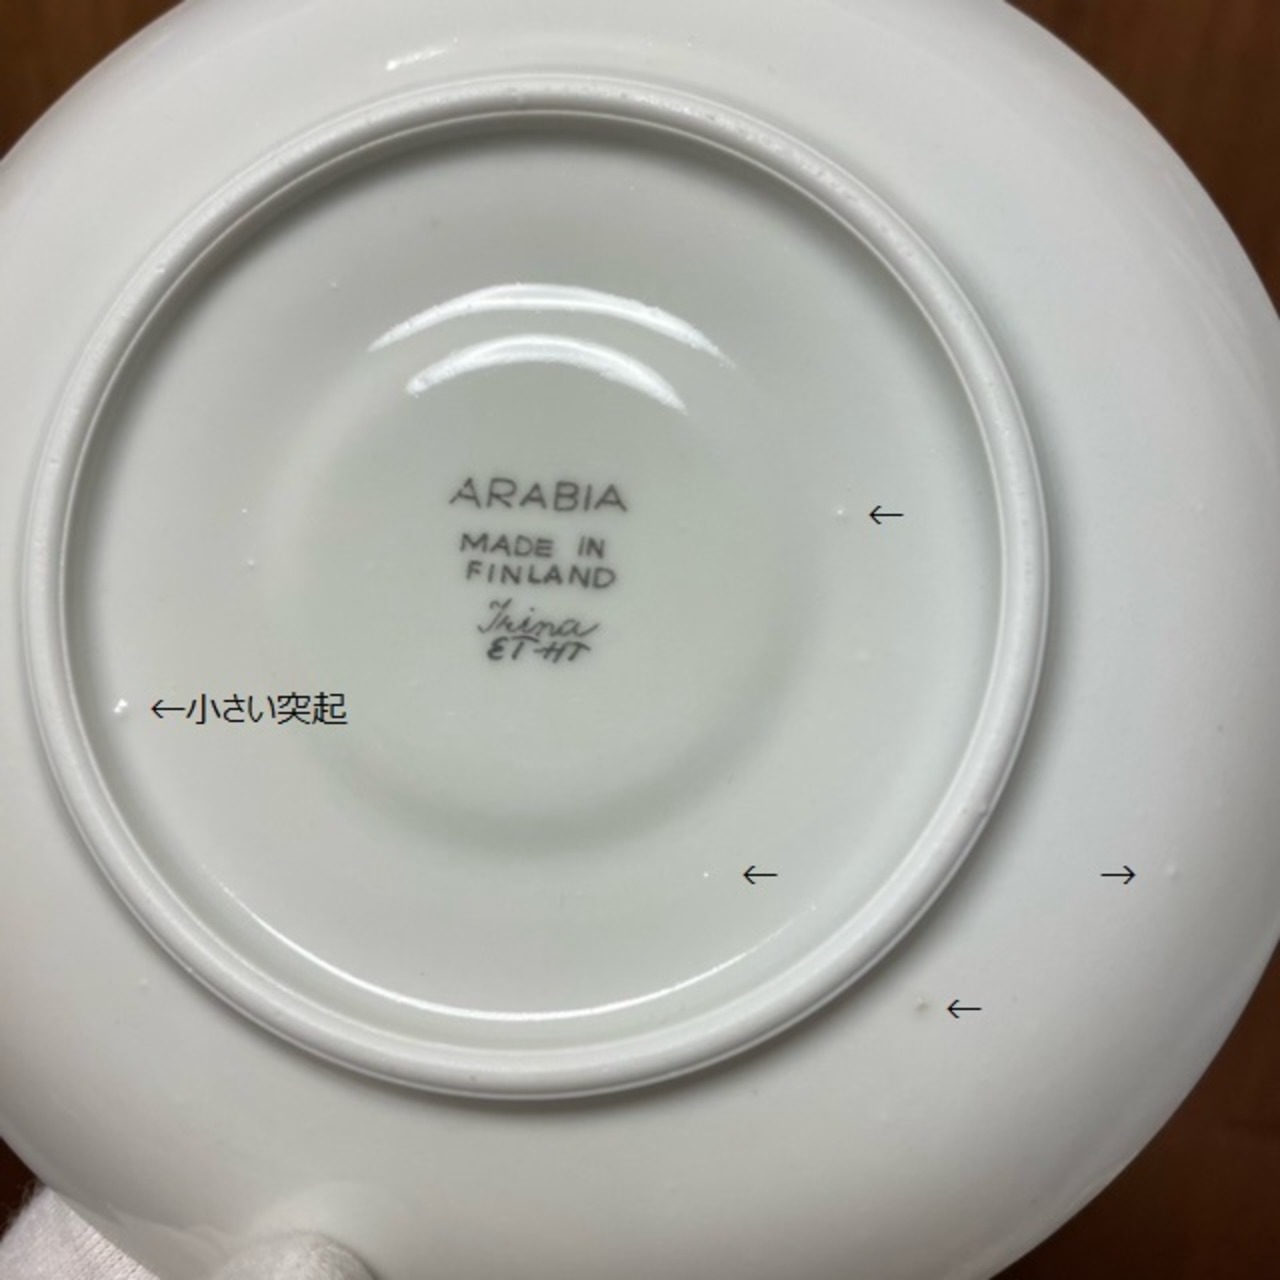 ARABIA
MADE IN
FINLAND
Irina
ET-HT
←
←小さい突起
←
→
←